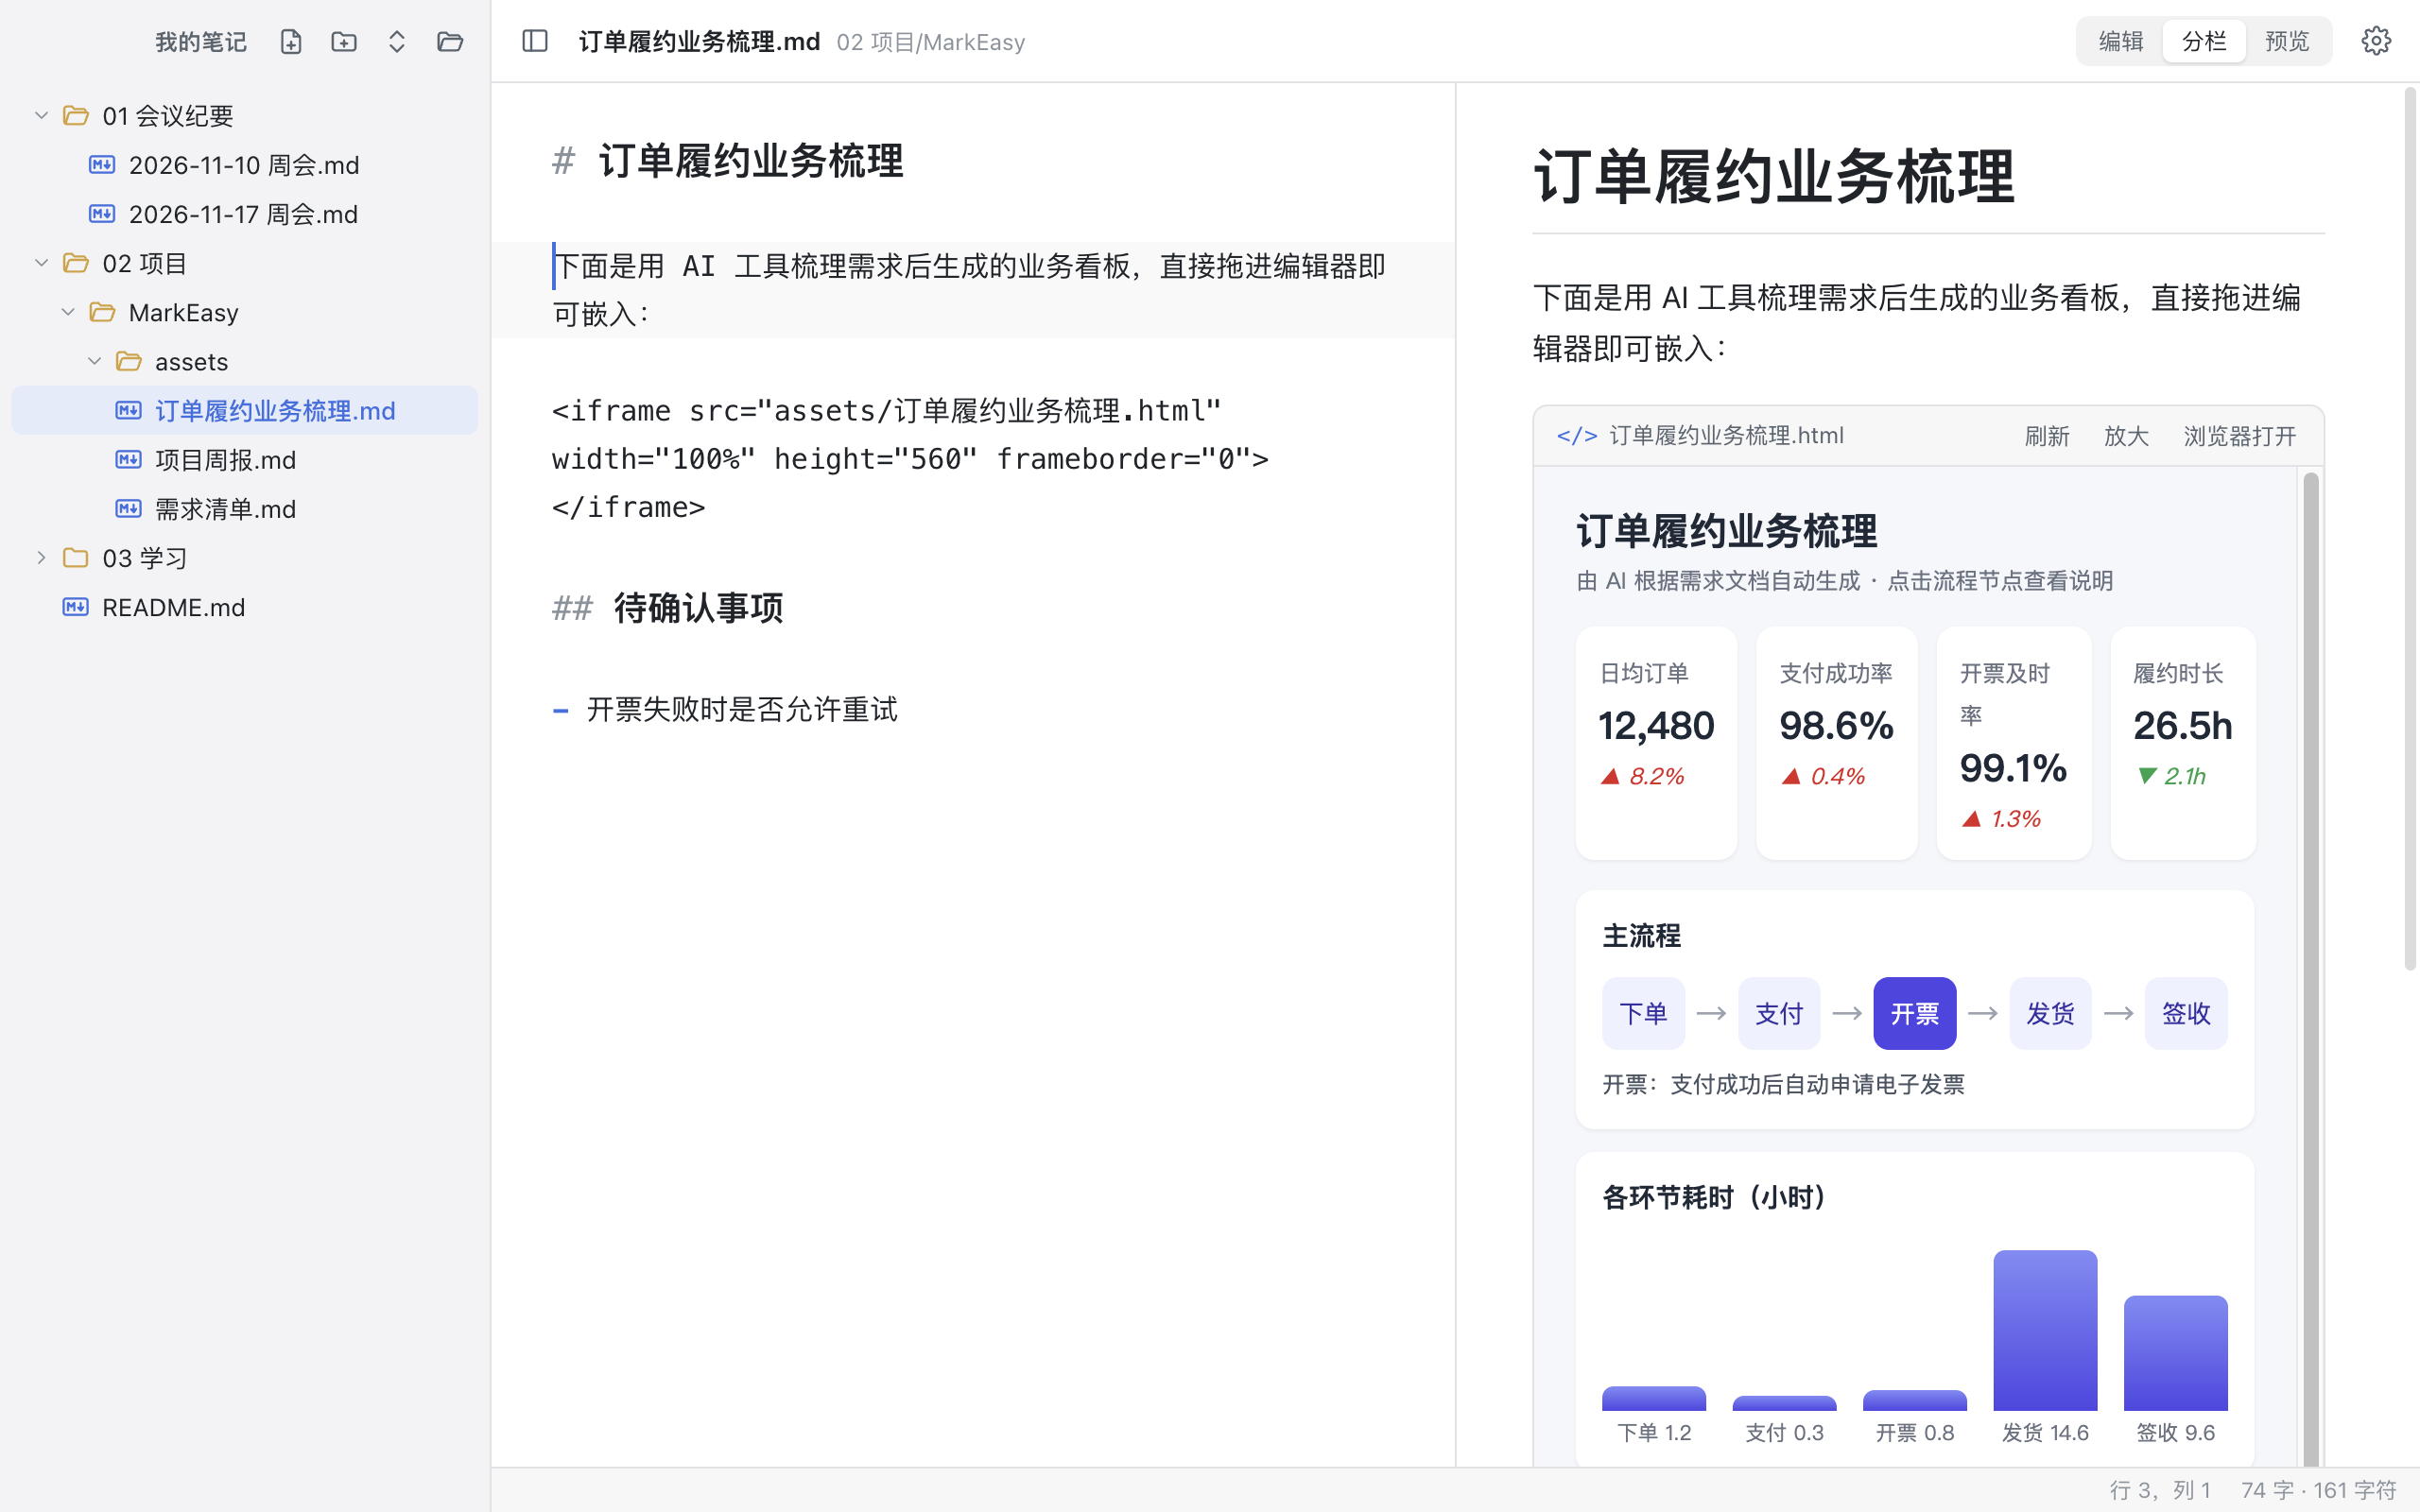 我的笔记
01 会议纪要
2026-11-10 周会.md
2026-11-17 周会.md
02 项目
MarkEasy
assets
订单履约业务梳理.md
项目周报.md
需求清单.md
03 学习
README.md
订单履约业务梳理.md 02 项目/MarkEasy
编辑 分栏 预览
# 订单履约业务梳理
下面是用 AI 工具梳理需求后生成的业务看板，直接拖进编辑器即
可嵌入：
<iframe src="assets/订单履约业务梳理.html"
width="100%" height="560" frameborder="0">
</iframe>
## 待确认事项
- 开票失败时是否允许重试
订单履约业务梳理
下面是用 AI 工具梳理需求后生成的业务看板，直接拖进编
辑器即可嵌入：
</> 订单履约业务梳理.html 刷新 放大 浏览器打开
订单履约业务梳理
由 AI 根据需求文档自动生成 · 点击流程节点查看说明
日均订单
12,480
▲ 8.2%
支付成功率
98.6%
▲ 0.4%
开票及时
率
99.1%
▲ 1.3%
履约时长
26.5h
▼ 2.1h
主流程
下单 → 支付 → 开票 → 发货 → 签收
开票：支付成功后自动申请电子发票
各环节耗时（小时）
下单 1.2 支付 0.3 开票 0.8 发货 14.6 签收 9.6
行 3，列 1 74 字 · 161 字符